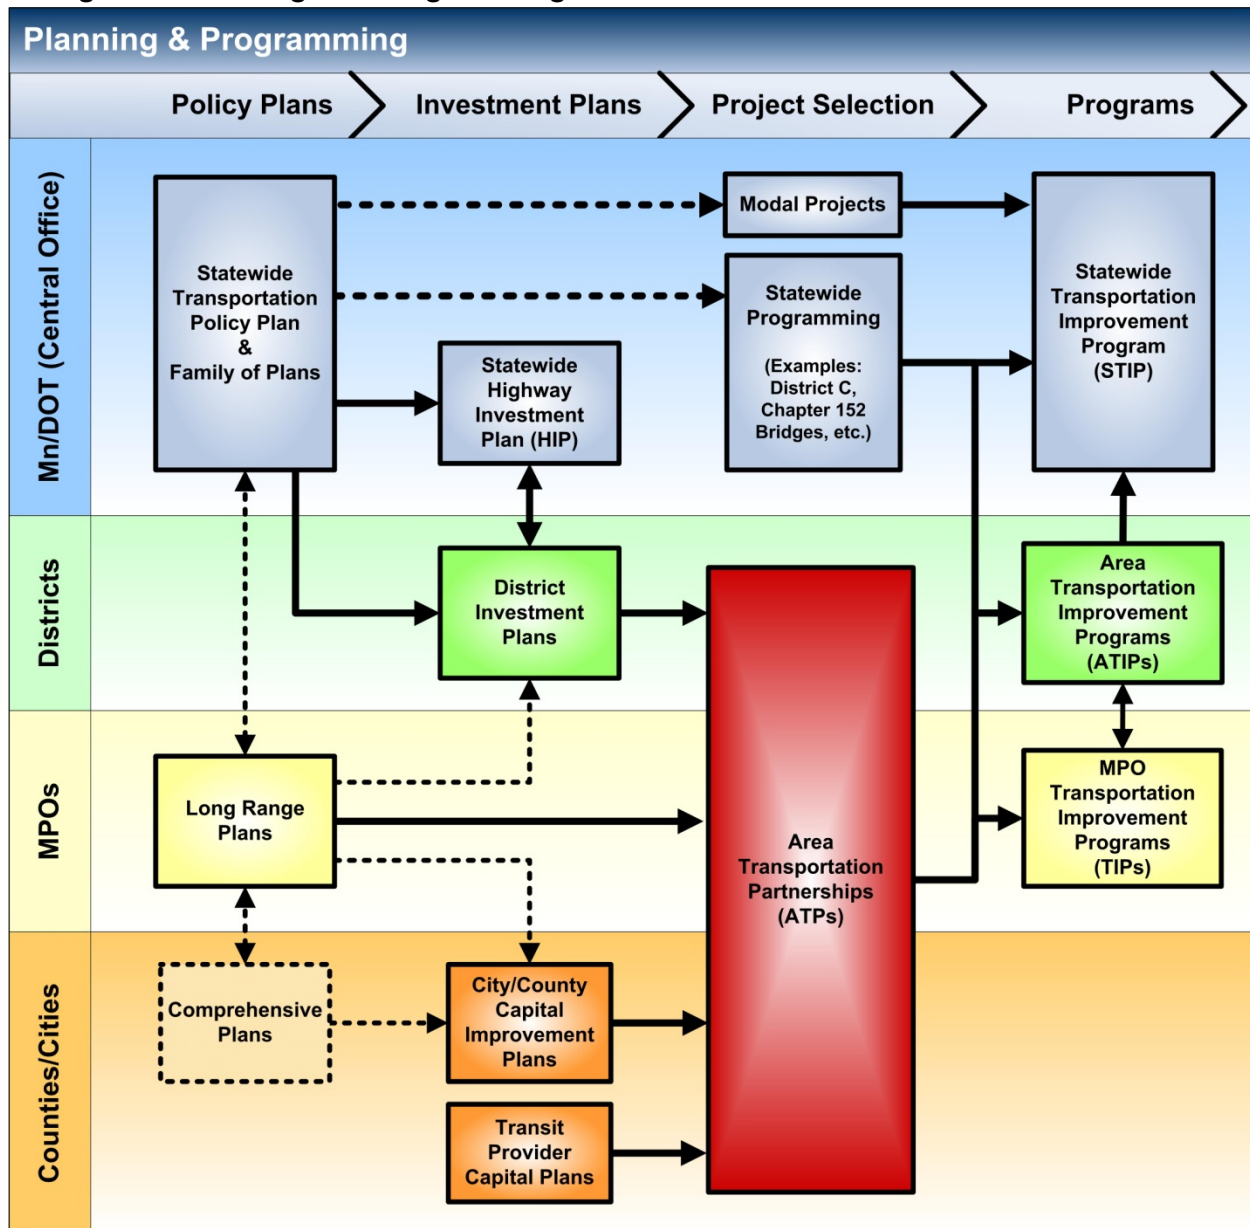 Planning & Programming
Policy Plans
Investment Plans
Project Selection
Programs
Mn/DOT (Central Office)
Statewide
Transportation
Policy Plan
&
Family of Plans
Statewide
Highway
Investment
Plan (HIP)
Modal Projects
Statewide
Programming
(Examples:
District C,
Chapter 152
Bridges, etc.)
Statewide
Transportation
Improvement
Program
(STIP)
Districts
District
Investment
Plans
Area
Transportation
Improvement
Programs
(ATIPs)
MPOs
Long Range
Plans
Area
Transportation
Partnerships
(ATPs)
MPO
Transportation
Improvement
Programs
(TIPs)
Counties/Cities
Comprehensive
Plans
City/County
Capital
Improvement
Plans
Transit
Provider
Capital Plans